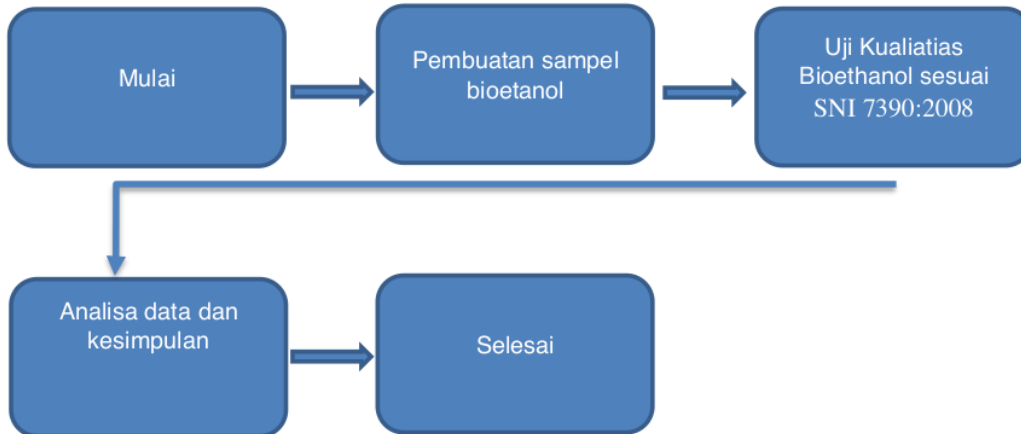 Mulai
Pembuatan sampel
bioetanol
Uji Kualiatias
Bioethanol sesuai
SNI 7390:2008
Analisa data dan
kesimpulan
Selesai